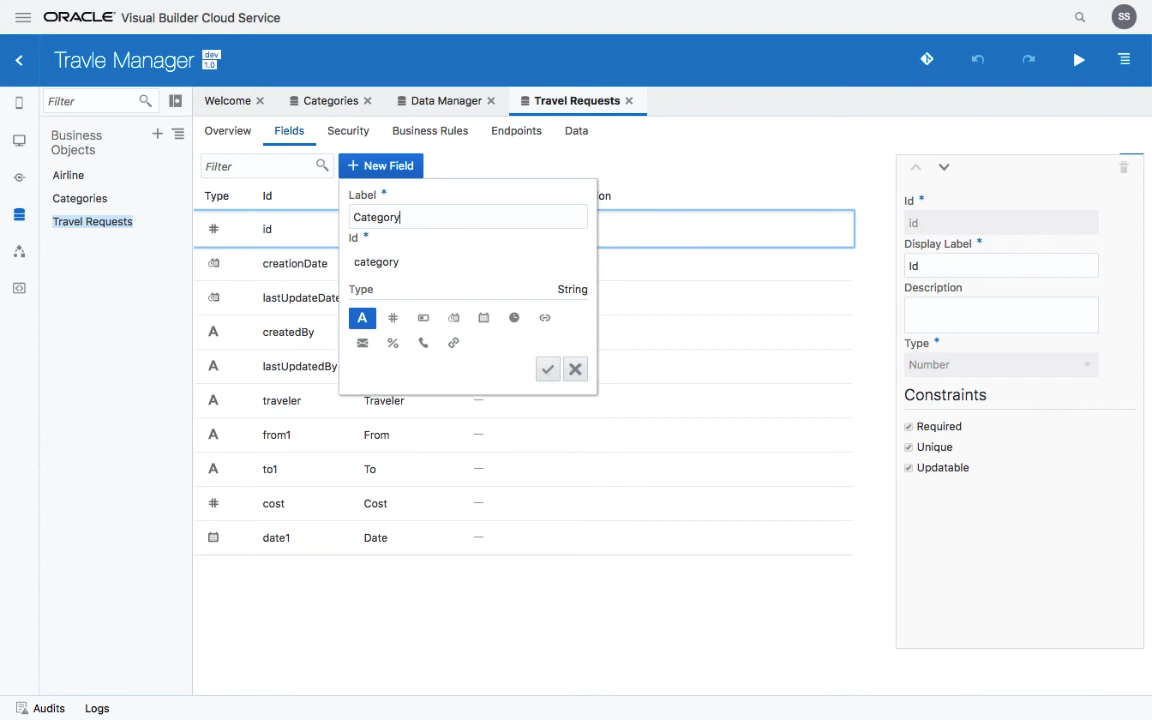 ORACLE Visual Builder Cloud Service
SS
Travle Manager dev 1.0
Filter
Business Objects
Airline
Categories
Travel Requests
Welcome
Categories
Data Manager
Travel Requests
Overview
Fields
Security
Business Rules
Endpoints
Data
Filter
+ New Field
Type
Id
on
id
creationDate
lastUpdateDate
A createdBy
A lastUpdatedBy
A traveler Traveler —
A from1 From —
A to1 To —
# cost Cost —
date1 Date —
Label *
Category
Id *
category
Type String
A
Id *
id
Display Label *
Id
Description
Type *
Number
Constraints
Required
Unique
Updatable
Audits
Logs